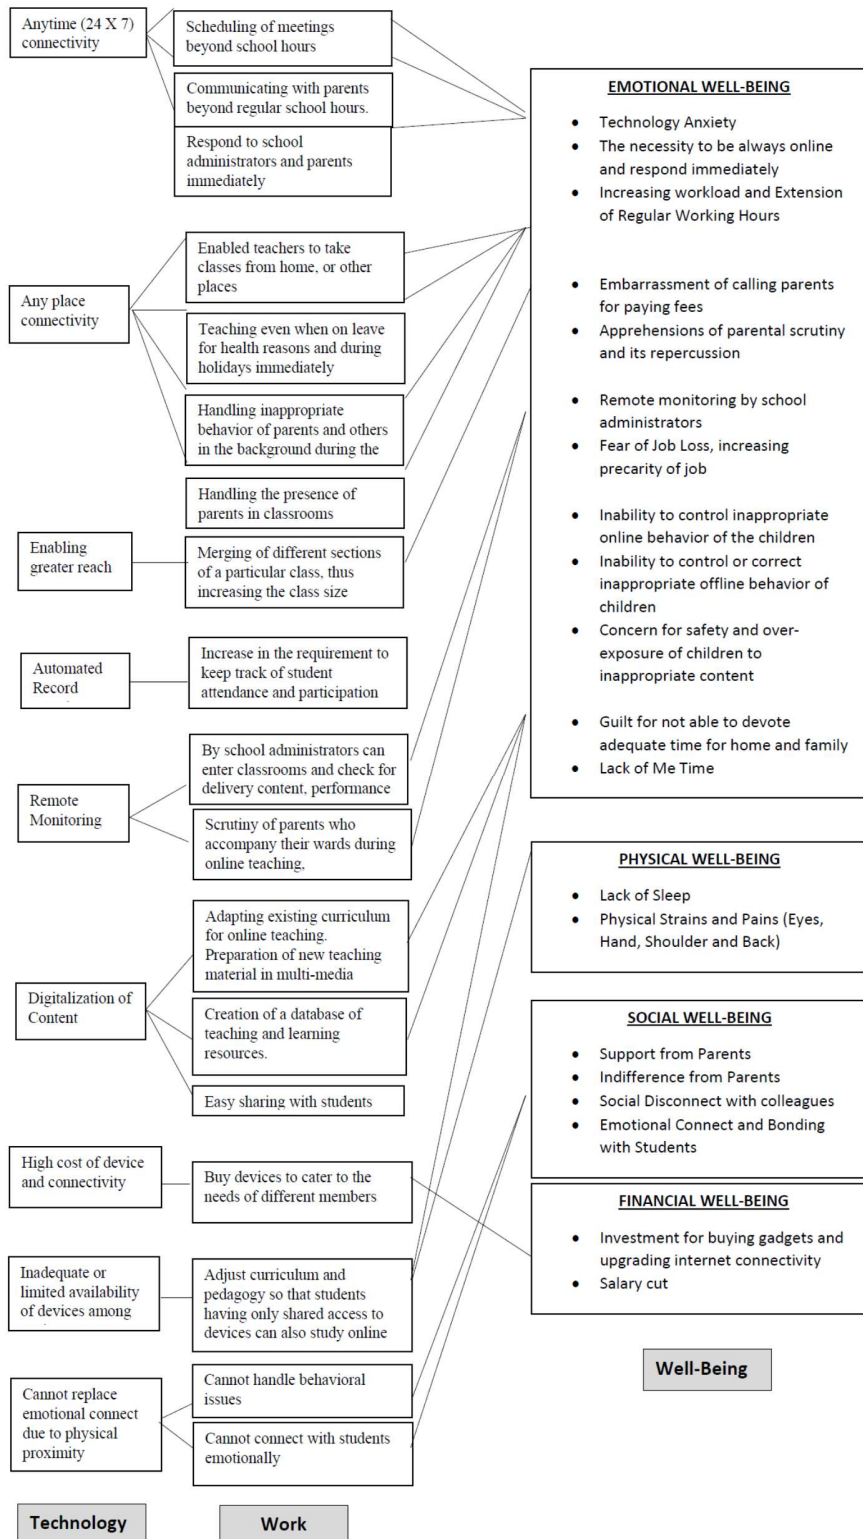 Anytime (24 X 7)
connectivity
Scheduling of meetings
beyond school hours
Communicating with parents
beyond regular school hours.
Respond to school
administrators and parents
immediately
Any place
connectivity
Enabled teachers to take
classes from home, or other
places
Teaching even when on leave
for health reasons and during
holidays immediately
Handling inappropriate
behavior of parents and others
in the background during the
Handling the presence of
parents in classrooms
Enabling
greater reach
Merging of different sections
of a particular class, thus
increasing the class size
Automated
Record
Increase in the requirement to
keep track of student
attendance and participation
Remote
Monitoring
By school administrators can
enter classrooms and check for
delivery content, performance
Scrutiny of parents who
accompany their wards during
online teaching,
Digitalization of
Content
Adapting existing curriculum
for online teaching.
Preparation of new teaching
material in multi-media
Creation of a database of
teaching and learning
resources.
Easy sharing with students
High cost of device
and connectivity
Buy devices to cater to the
needs of different members
Inadequate or
limited availability
of devices among
Adjust curriculum and
pedagogy so that students
having only shared access to
devices can also study online
Cannot replace
emotional connect
due to physical
proximity
Cannot handle behavioral
issues
Cannot connect with students
emotionally
Technology
Work
EMOTIONAL WELL-BEING
• Technology Anxiety
• The necessity to be always online
and respond immediately
• Increasing workload and Extension
of Regular Working Hours
• Embarrassment of calling parents
for paying fees
• Apprehensions of parental scrutiny
and its repercussion
• Remote monitoring by school
administrators
• Fear of Job Loss, increasing
precarity of job
• Inability to control inappropriate
online behavior of the children
• Inability to control or correct
inappropriate offline behavior of
children
• Concern for safety and over-
exposure of children to
inappropriate content
• Guilt for not able to devote
adequate time for home and family
• Lack of Me Time
PHYSICAL WELL-BEING
• Lack of Sleep
• Physical Strains and Pains (Eyes,
Hand, Shoulder and Back)
SOCIAL WELL-BEING
• Support from Parents
• Indifference from Parents
• Social Disconnect with colleagues
• Emotional Connect and Bonding
with Students
FINANCIAL WELL-BEING
• Investment for buying gadgets and
upgrading internet connectivity
• Salary cut
Well-Being